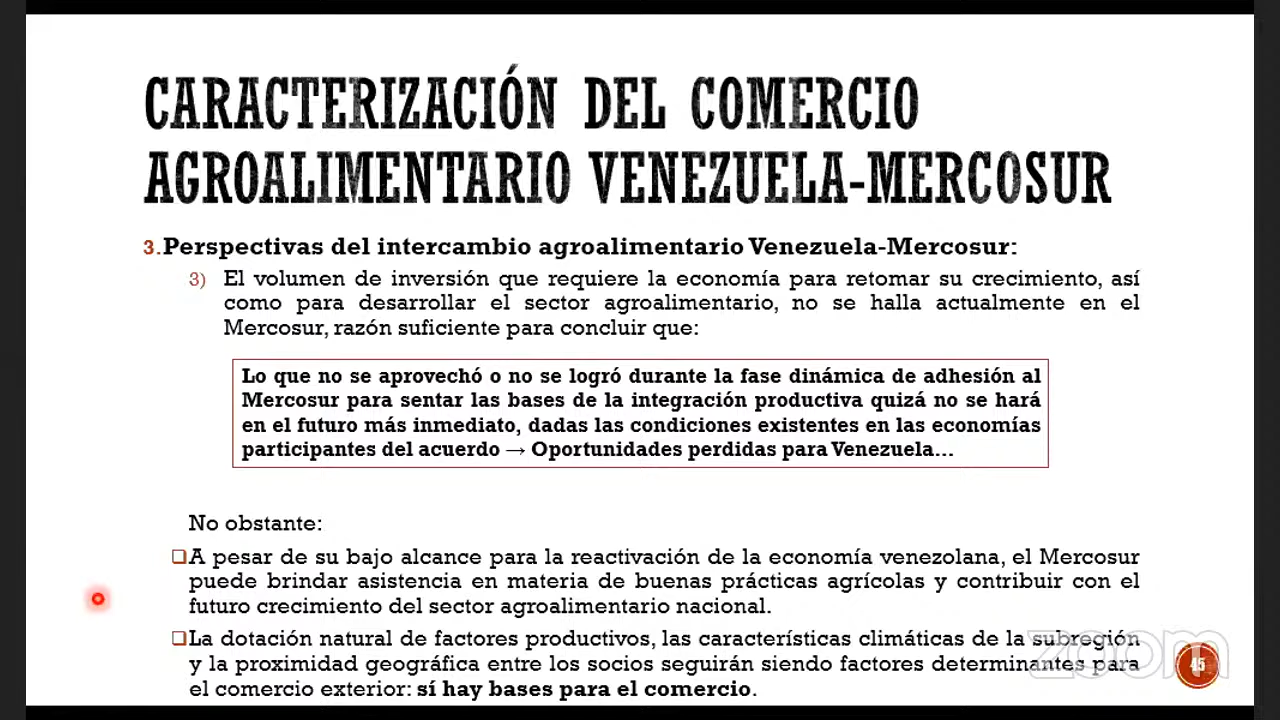 CARACTERIZACIÓN DEL COMERCIO
AGROALIMENTARIO VENEZUELA-MERCOSUR
3. Perspectivas del intercambio agroalimentario Venezuela-Mercosur:
3) El volumen de inversión que requiere la economía para retomar su crecimiento, así
como para desarrollar el sector agroalimentario, no se halla actualmente en el
Mercosur, razón suficiente para concluir que:
Lo que no se aprovechó o no se logró durante la fase dinámica de adhesión al
Mercosur para sentar las bases de la integración productiva quizá no se hará
en el futuro más inmediato, dadas las condiciones existentes en las economías
participantes del acuerdo → Oportunidades perdidas para Venezuela...
No obstante:
❑A pesar de su bajo alcance para la reactivación de la economía venezolana, el Mercosur
puede brindar asistencia en materia de buenas prácticas agrícolas y contribuir con el
futuro crecimiento del sector agroalimentario nacional.
❑La dotación natural de factores productivos, las características climáticas de la subregión
y la proximidad geográfica entre los socios seguirán siendo factores determinantes para
el comercio exterior: sí hay bases para el comercio.
zoom
45